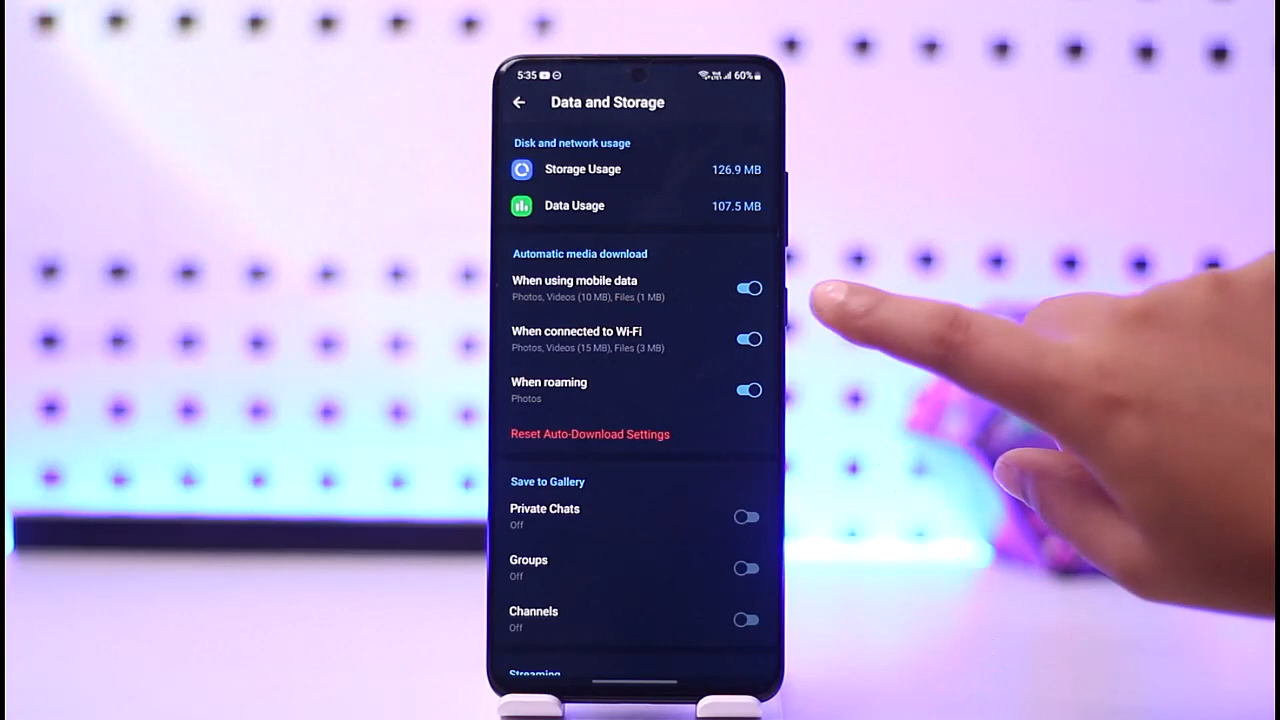 5:35
60%
Data and Storage
Disk and network usage
Storage Usage 126.9 MB
Data Usage 107.5 MB
Automatic media download
When using mobile data
Photos, Videos (10 MB), Files (1 MB)
When connected to Wi-Fi
Photos, Videos (15 MB), Files (3 MB)
When roaming
Photos
Reset Auto-Download Settings
Save to Gallery
Private Chats
Off
Groups
Off
Channels
Off
Streaming